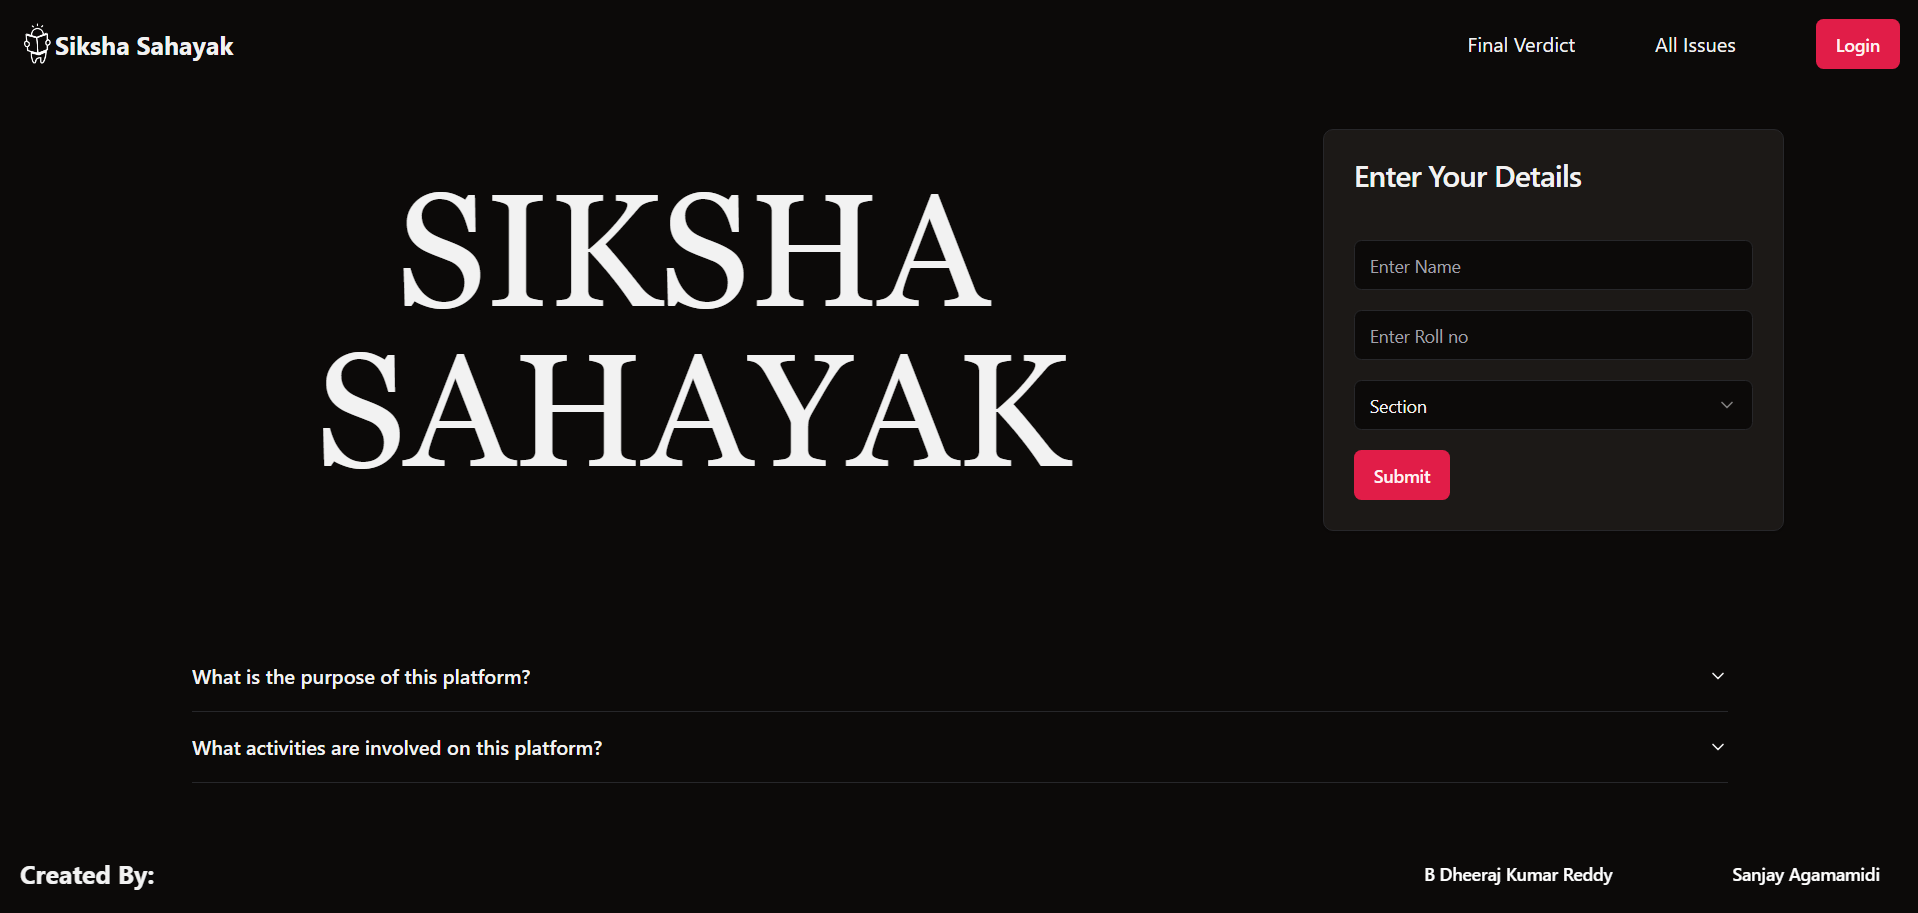 Siksha Sahayak
Final Verdict
All Issues
Login
SIKSHA
SAHAYAK
Enter Your Details
Enter Name
Enter Roll no
Section
Submit
What is the purpose of this platform?
What activities are involved on this platform?
Created By:
B Dheeraj Kumar Reddy
Sanjay Agamamidi